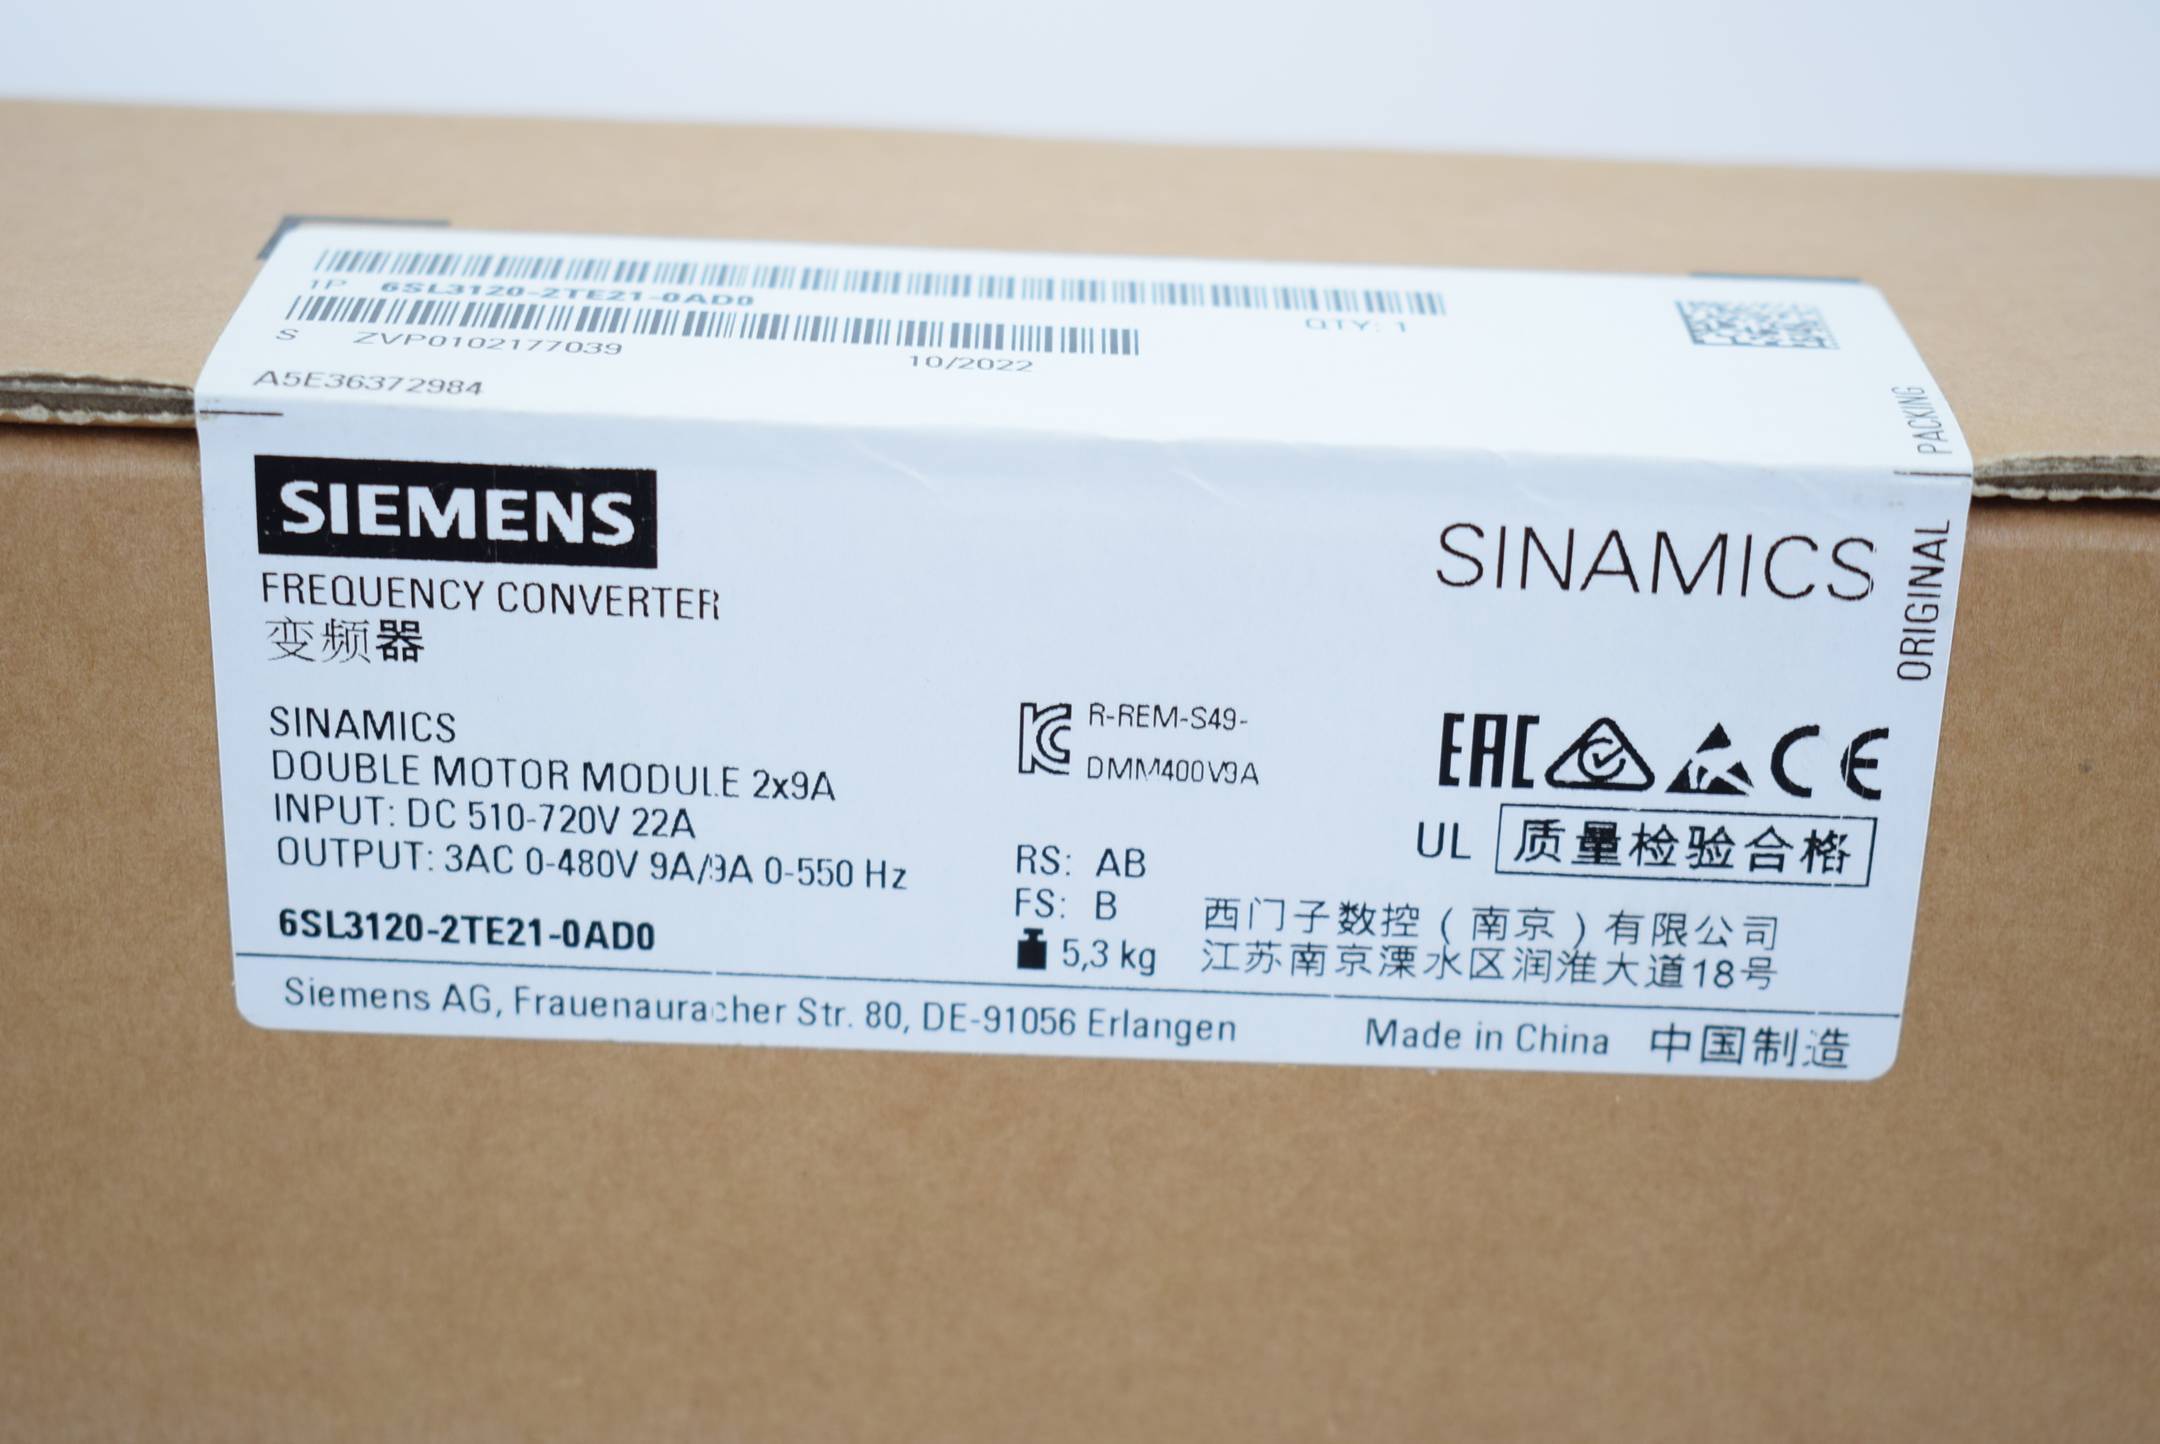 1P 6SL3120-2TE21-0AD0
QTY: 1
S ZVP0102177039
10/2022
A5E36372984
ORIGINAL PACKING
SIEMENS
SINAMICS
FREQUENCY CONVERTER
变频器
SINAMICS
DOUBLE MOTOR MODULE 2x9A
INPUT: DC 510-720V 22A
OUTPUT: 3AC 0-480V 9A/9A 0-550 Hz
6SL3120-2TE21-0AD0
R-REM-S49-
DMM400V9A
EAC
CE
UL 质量检验合格
RS: AB
FS: B
5,3 kg
西门子数控(南京)有限公司
江苏南京溧水区润淮大道18号
Siemens AG, Frauenauracher Str. 80, DE-91056 Erlangen
Made in China 中国制造